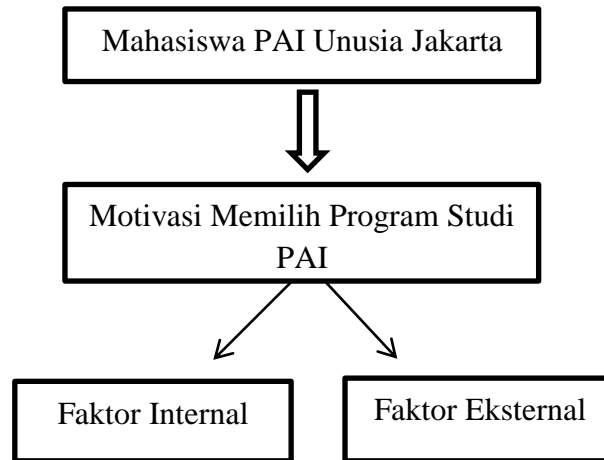 Mahasiswa PAI Unusia Jakarta
Motivasi Memilih Program Studi
PAI
Faktor Internal
Faktor Eksternal